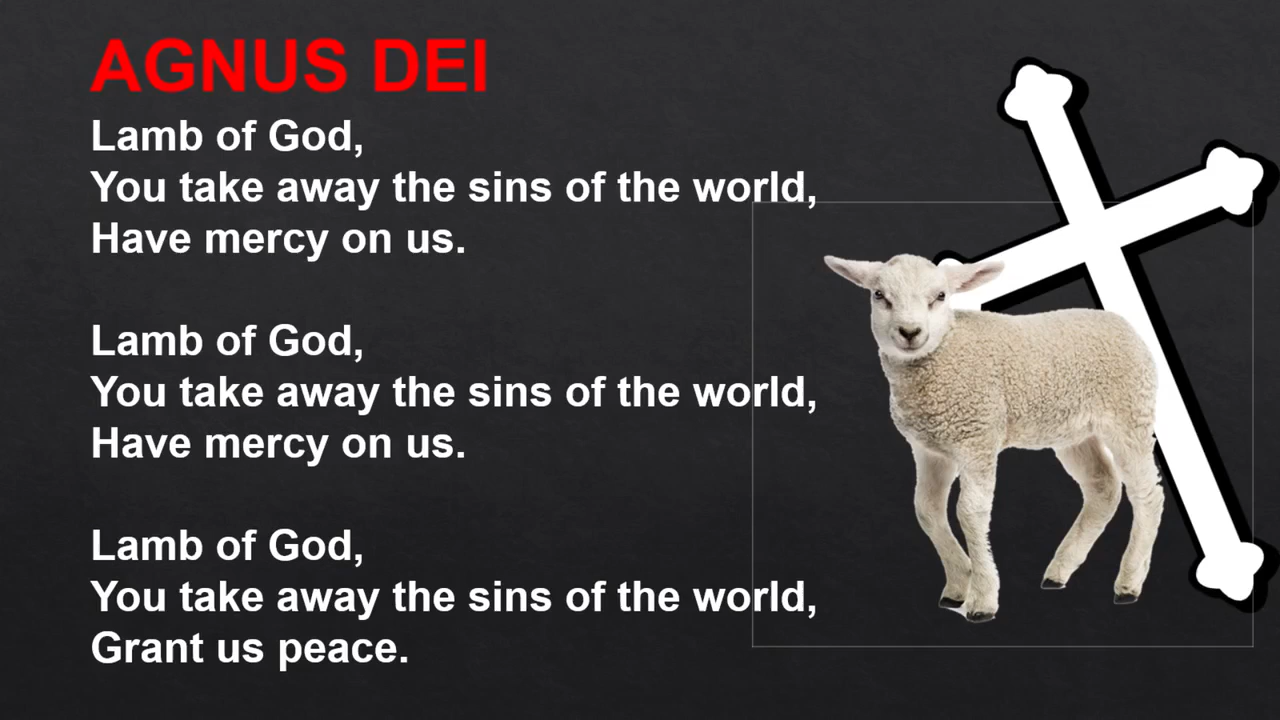 AGNUS DEI
Lamb of God,
You take away the sins of the world,
Have mercy on us.
Lamb of God,
You take away the sins of the world,
Have mercy on us.
Lamb of God,
You take away the sins of the world,
Grant us peace.